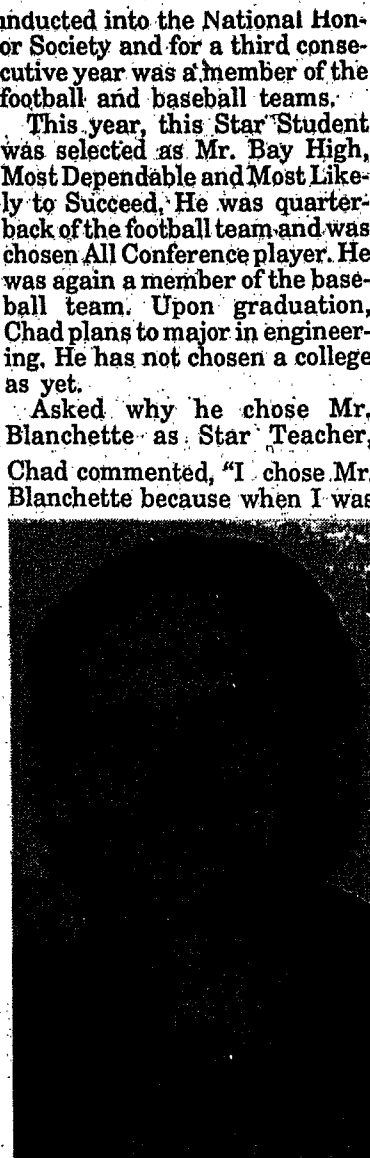 inducted into the National Hon-
or Society and for a third conse-
cutive year was a member of the
football and baseball teams.
This year, this Star Student
was selected as Mr. Bay High,
Most Dependable and Most Like-
ly to Succeed. He was quarter-
back of the football team and was
chosen All Conference player. He
was again a member of the base-
ball team. Upon graduation,
Chad plans to major in engineer-
ing. He has not chosen a college
as yet.
Asked why he chose Mr.
Blanchette as Star Teacher,
Chad commented, "I chose Mr.
Blanchette because when I was